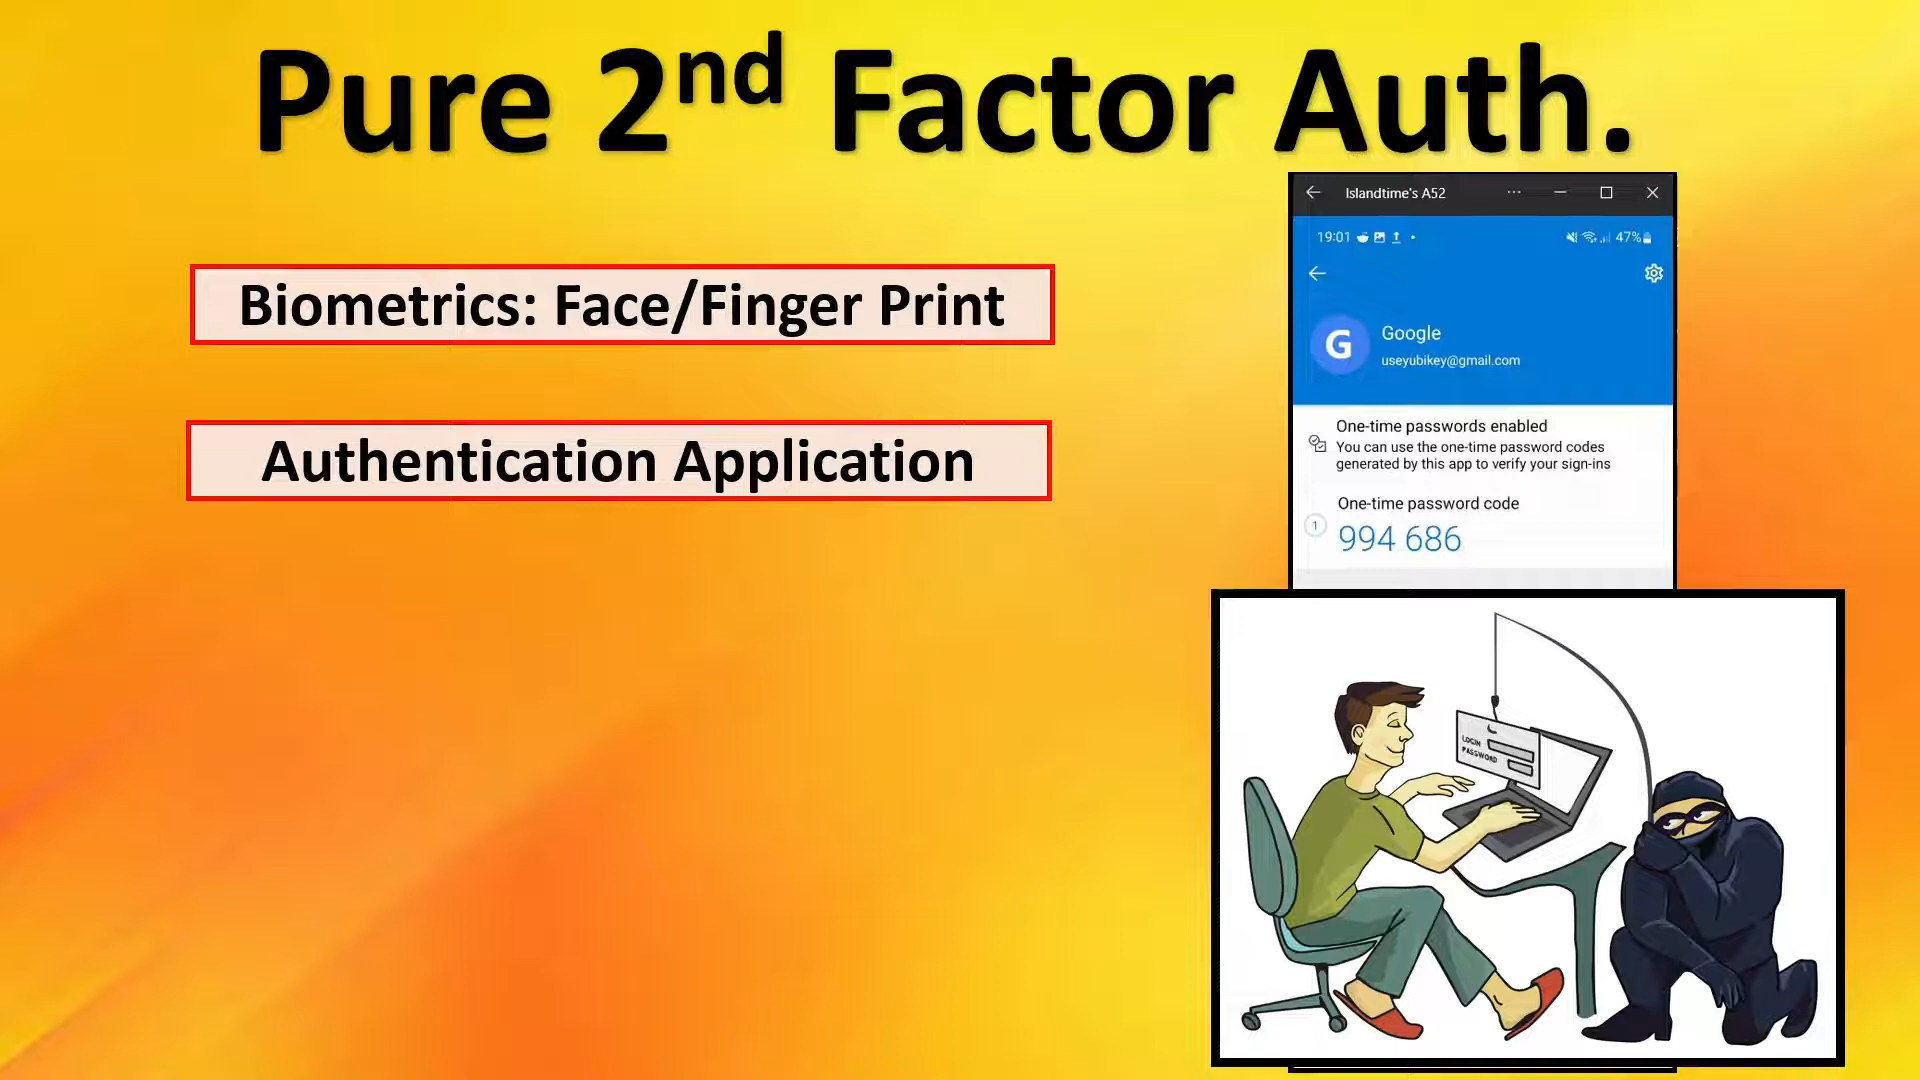 Pure 2nd Factor Auth.
Biometrics: Face/Finger Print
Authentication Application
Islandtime's A52
19:01
47%
G
Google
useyubikey@gmail.com
One-time passwords enabled
You can use the one-time password codes
generated by this app to verify your sign-ins
One-time password code
1
994 686
LOGIN
PASSWORD